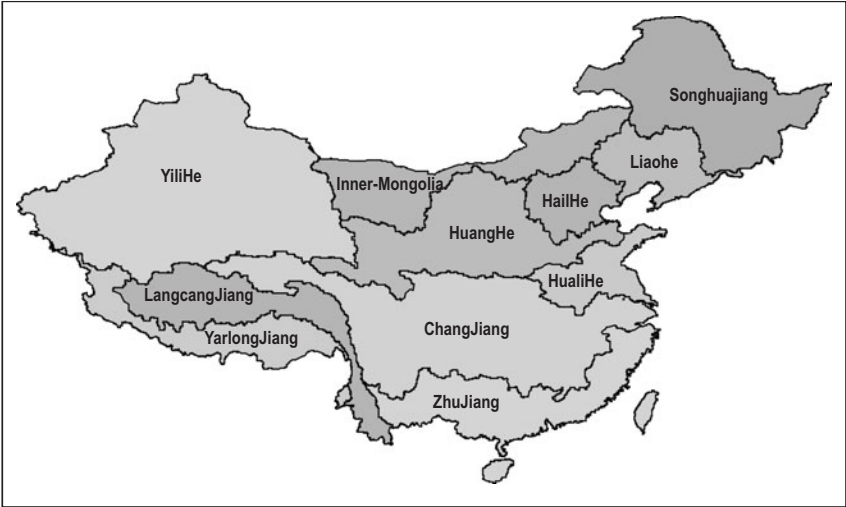 Songhuajiang
Liaohe
YiliHe
Inner-Mongolia
HailHe
HuangHe
HualiHe
LangcangJiang
ChangJiang
YarlongJiang
ZhuJiang